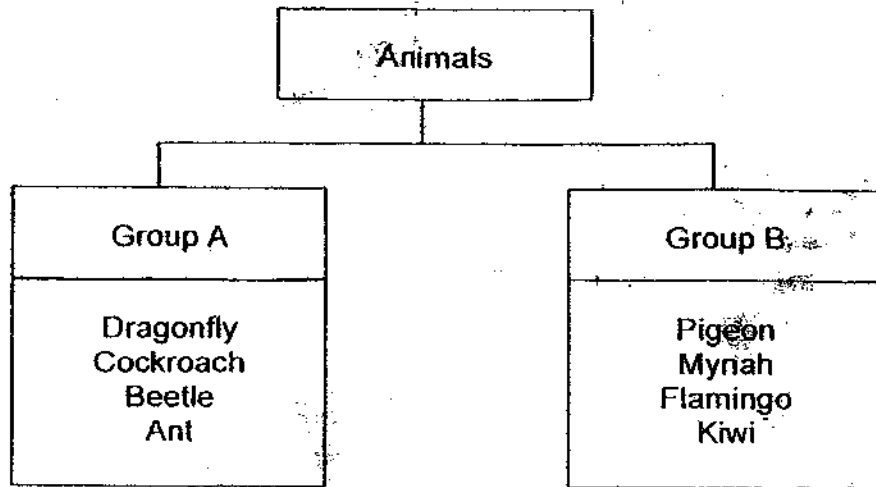 Animals
Group A
Dragonfly
Cockroach
Beetle
Ant
Group B
Pigeon
Mynah
Flamingo
Kiwi